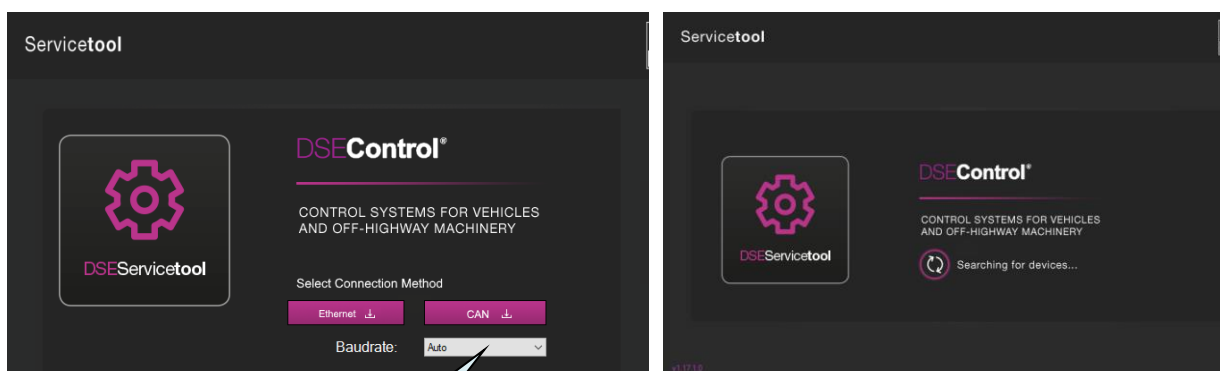 Servicetool
DSEControl®
CONTROL SYSTEMS FOR VEHICLES
AND OFF-HIGHWAY MACHINERY
DSEServicetool
Select Connection Method
Ethernet
CAN
Baudrate:
Auto
Servicetool
DSEControl®
CONTROL SYSTEMS FOR VEHICLES
AND OFF-HIGHWAY MACHINERY
DSEServicetool
Searching for devices...